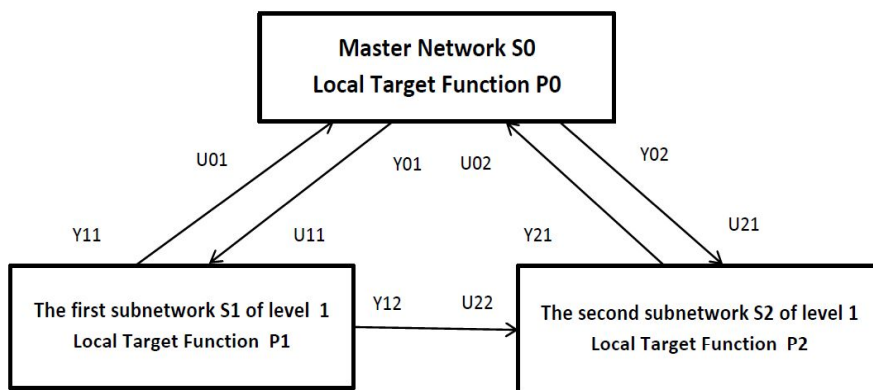 Master Network S0
Local Target Function P0
U01
Y01
U02
Y02
Y11
U11
Y21
U21
The first subnetwork S1 of level 1
Local Target Function P1
Y12
U22
The second subnetwork S2 of level 1
Local Target Function P2